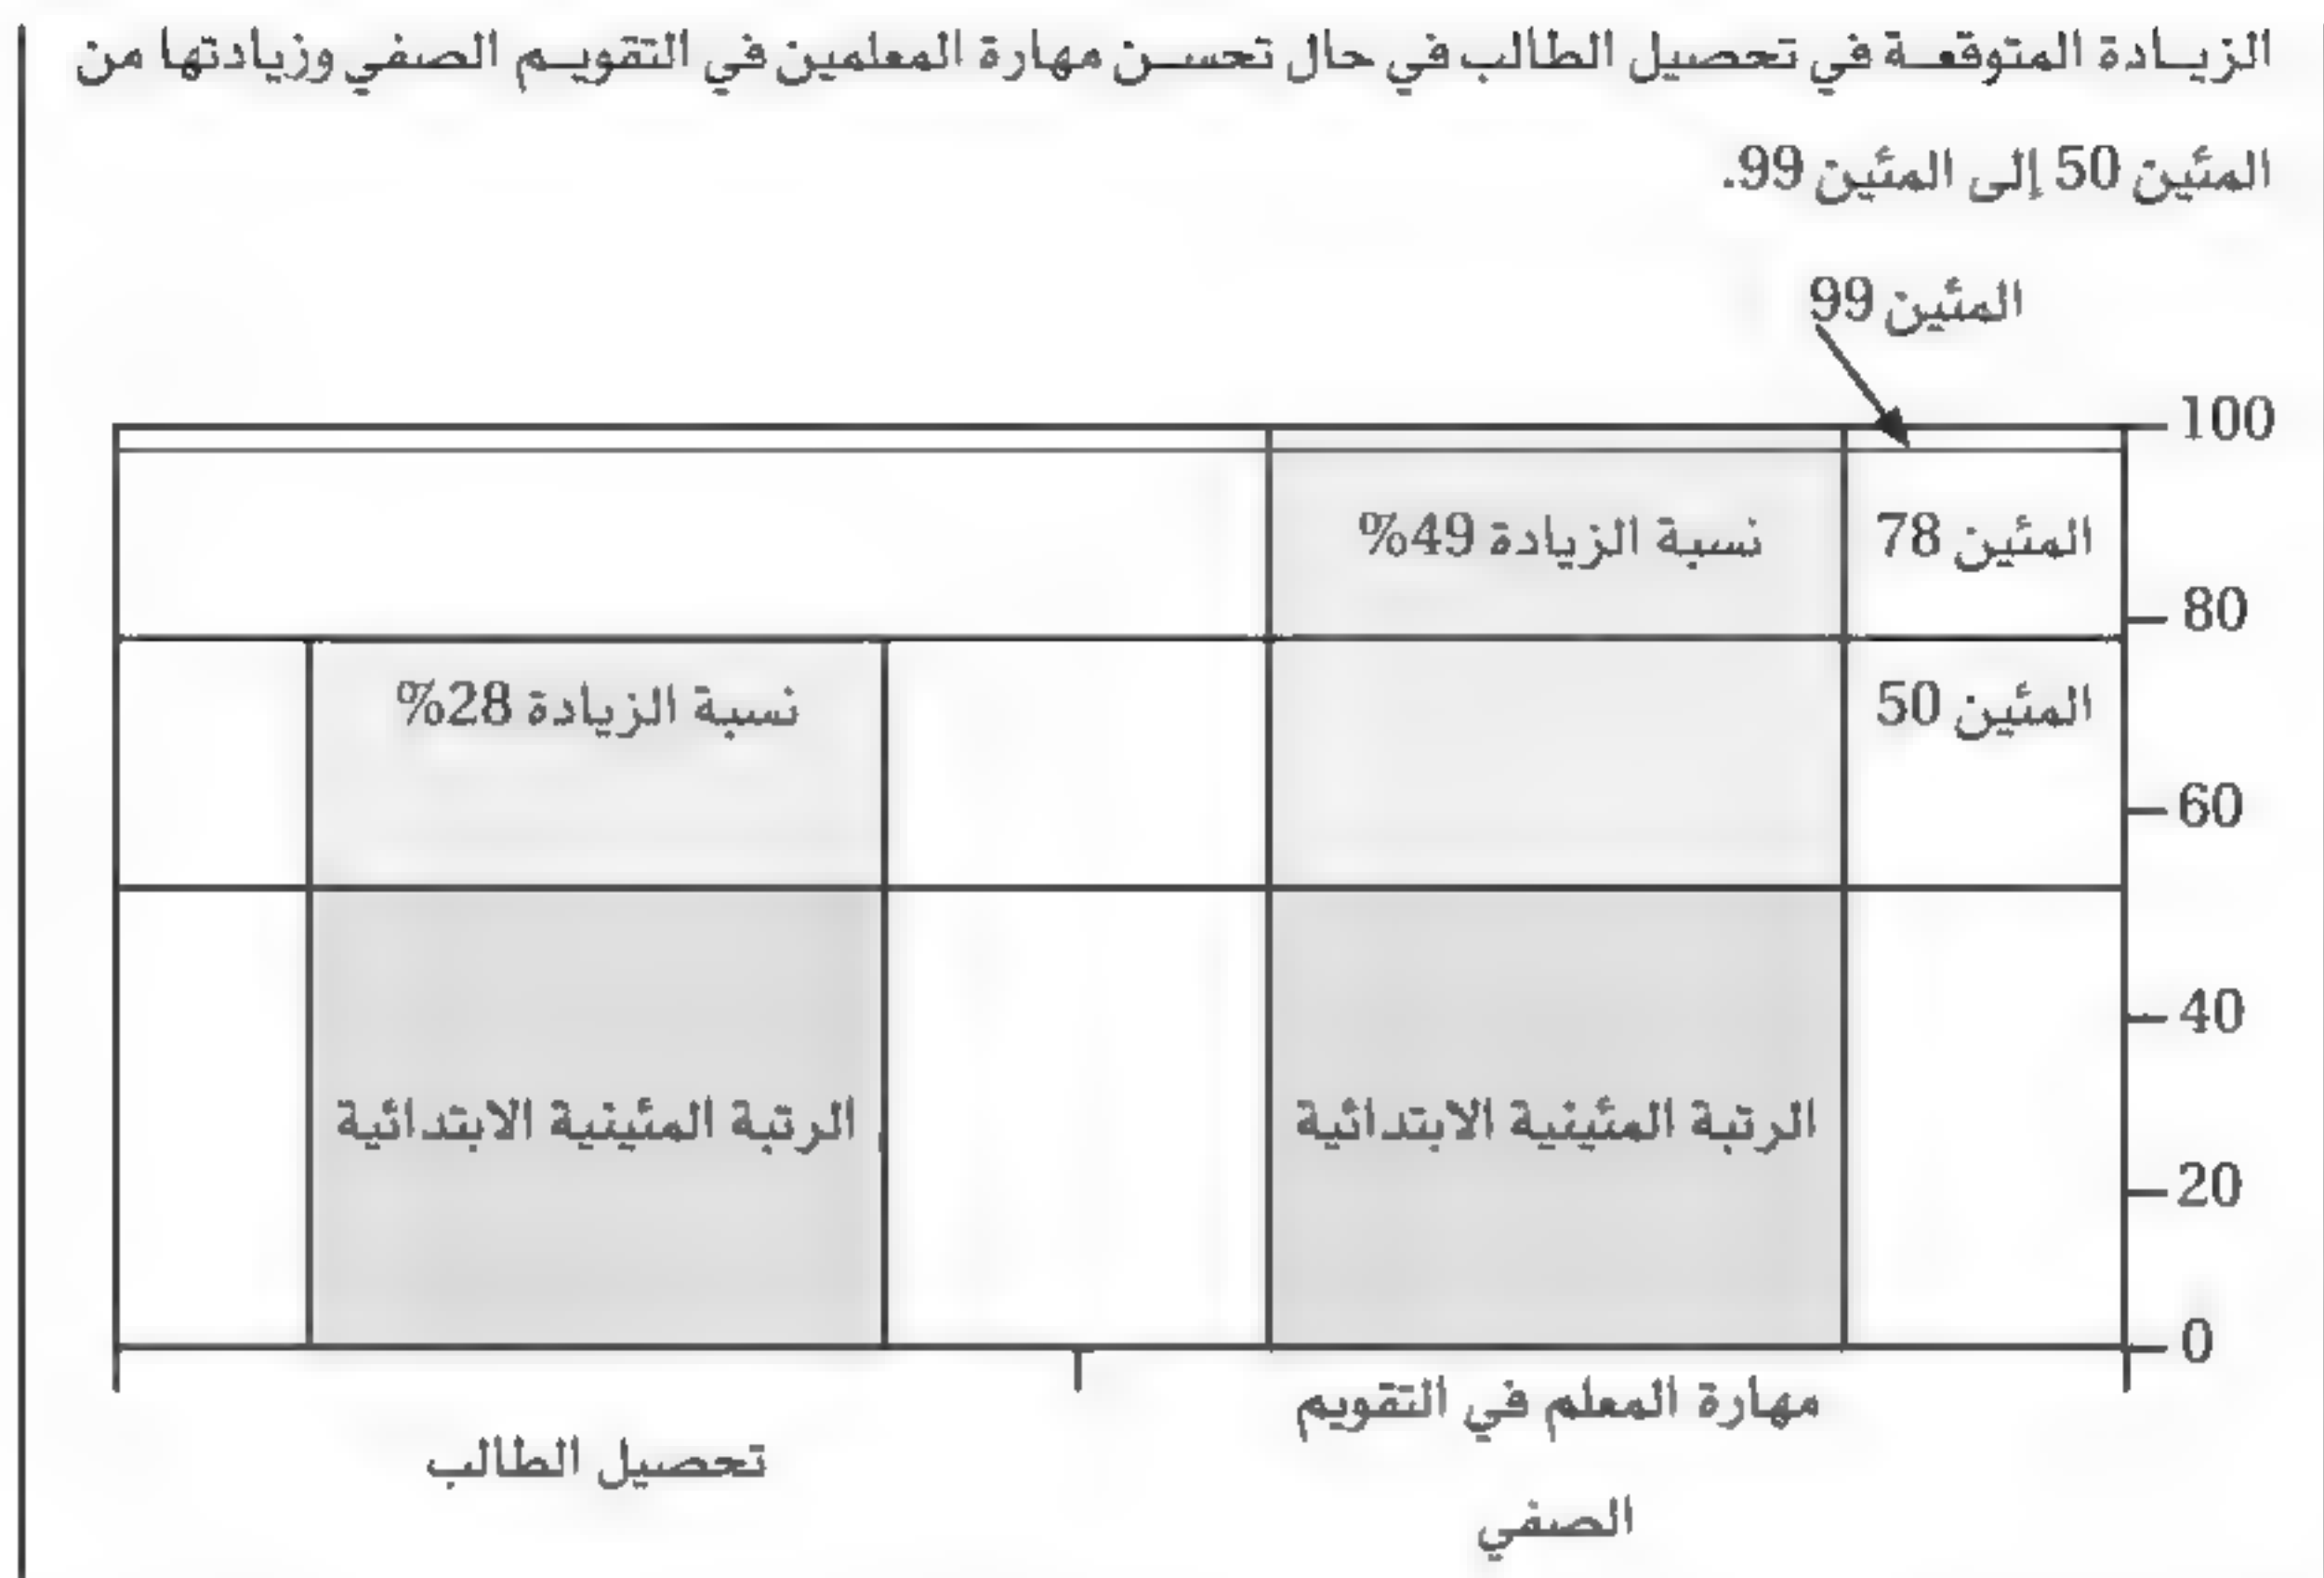 الزيادة المتوقعة في تحصيل الطالب في حال تحسن مهارة المعلمين في التقويم الصفي وزيادتها من
المئين 50 إلى المئين 99.
المئين 99
100
نسبة الزيادة 49%
المئين 78
80
نسبة الزيادة 28%
المئين 50
60
40
الرتبة المئينية الابتدائية
الرتبة المئينية الابتدائية
20
0
مهارة المعلم في التقويم
الصفي
تحصيل الطالب